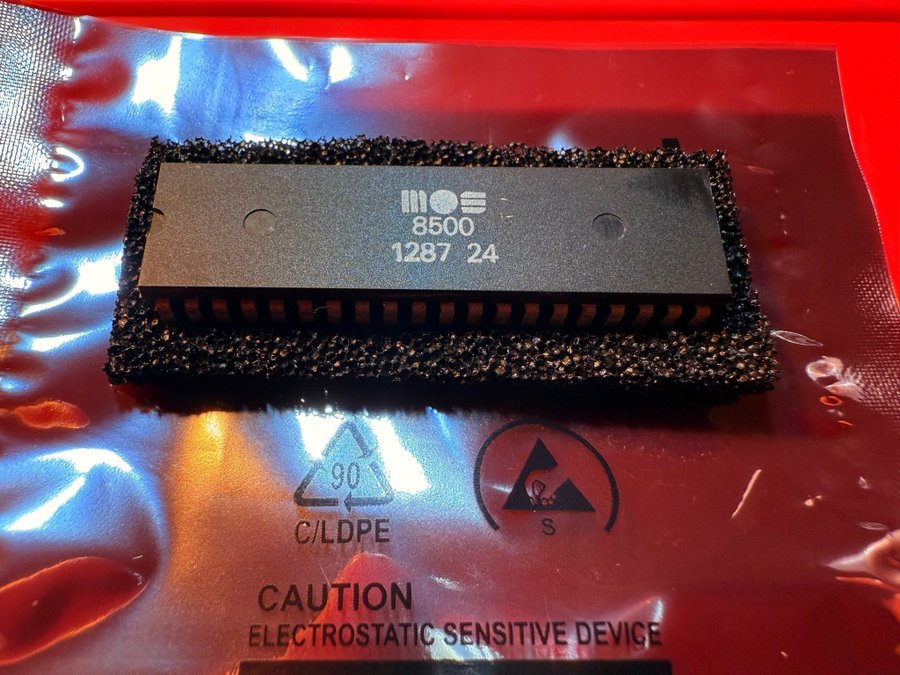 mos
8500
1287 24
90
C/LDPE
S
CAUTION
ELECTROSTATIC SENSITIVE DEVICE